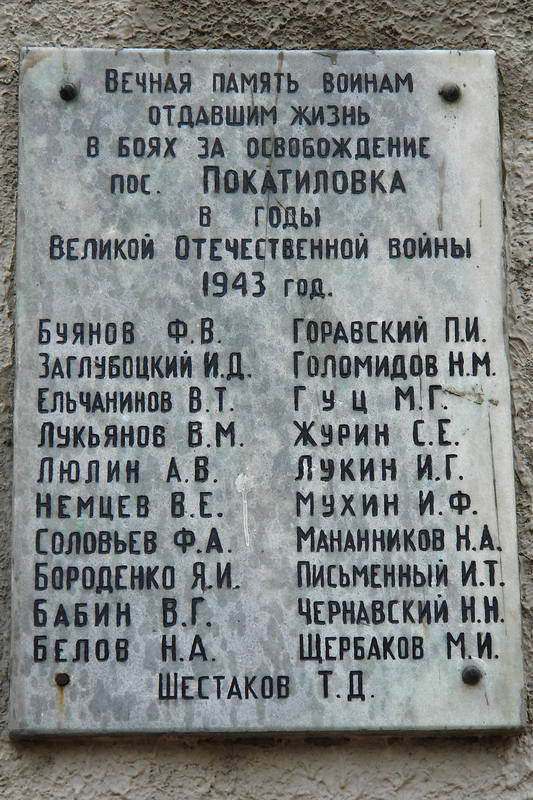 Вечная память воинам
отдавшим жизнь
в боях за освобождение
пос. Покатиловка
в годы
Великой Отечественной войны
1943 год.
Буянов Ф.В. Горавский П.И.
Заглубоцкий И.Д. Голомидов Н.М.
Ельчанинов В.Т. Гуц М.Г.
Лукьянов В.М. Журин С.Е.
Люлин А.В. Лукин И.Г.
Немцев В.Е. Мухин И.Ф.
Соловьев Ф.А. Мананников Н.А.
Бороденко Я.И. Письменный И.Т.
Бабин В.Г. Чернавский Н.Н.
Белов Н.А. Щербаков М.И.
Шестаков Т.Д.